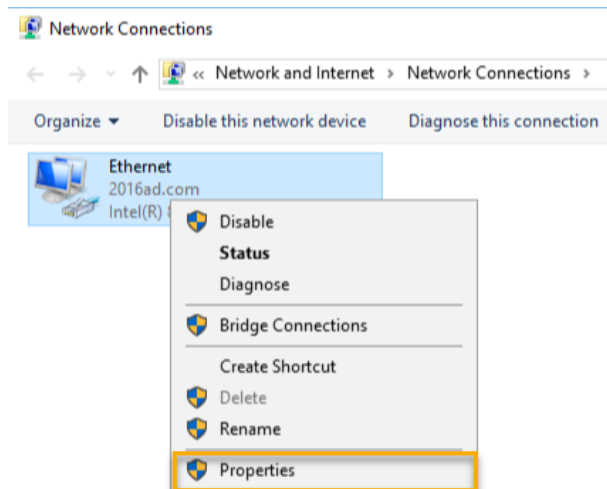 Network Connections
« Network and Internet > Network Connections >
Organize Disable this network device Diagnose this connection
Ethernet
2016ad.com
Intel(R)
Disable
Status
Diagnose
Bridge Connections
Create Shortcut
Delete
Rename
Properties